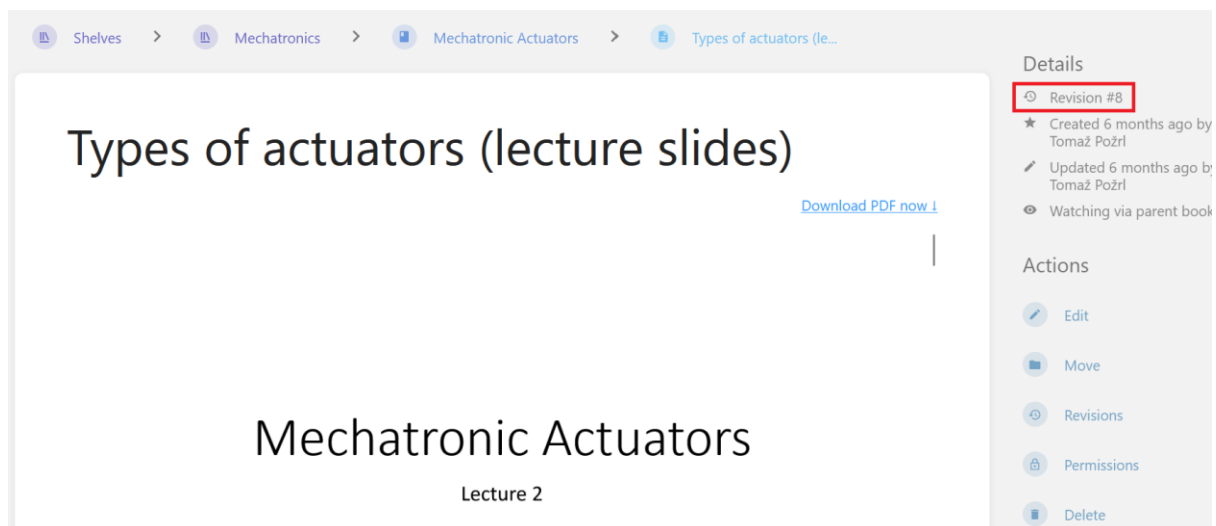 Shelves > Mechatronics > Mechatronic Actuators > Types of actuators (le...
Types of actuators (lecture slides)
Download PDF now ↓
Mechatronic Actuators
Lecture 2
Details
Revision #8
Created 6 months ago by
Tomaž Požrl
Updated 6 months ago by
Tomaž Požrl
Watching via parent book
Actions
Edit
Move
Revisions
Permissions
Delete